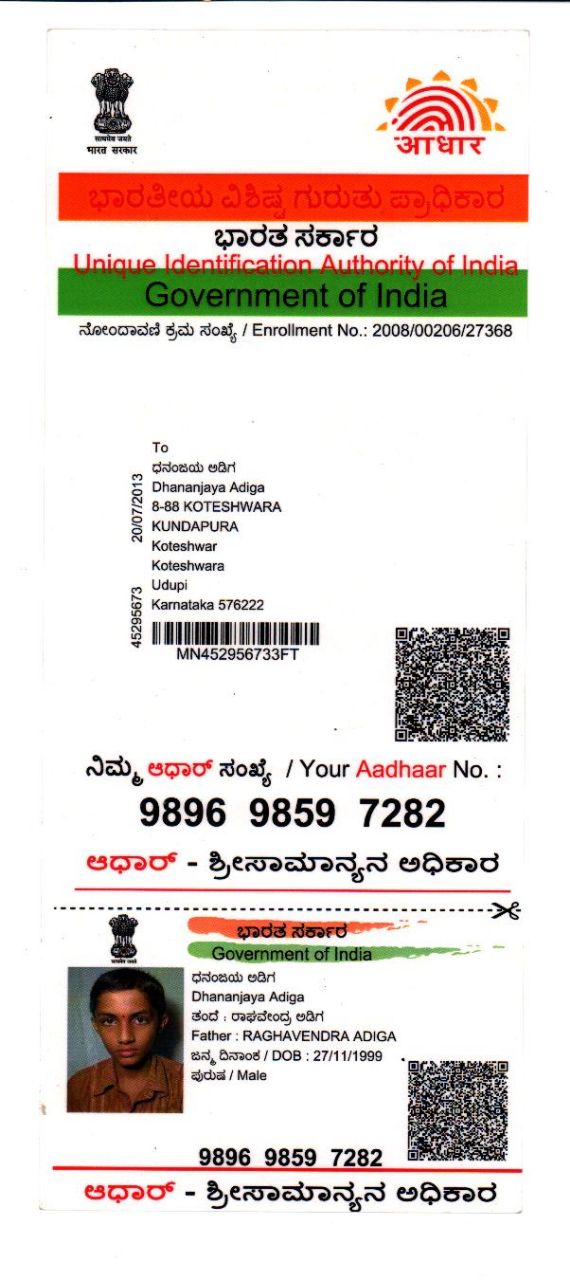 सत्यमेव जयते
भारत सरकार
आधार
ಭಾರತೀಯ ವಿಶಿಷ್ಟ ಗುರುತು ಪ್ರಾಧಿಕಾರ
ಭಾರತ ಸರ್ಕಾರ
Unique Identification Authority of India
Government of India
ನೋಂದಾವಣಿ ಕ್ರಮ ಸಂಖ್ಯೆ / Enrollment No.: 2008/00206/27368
To
ಧನಂಜಯ ಅಡಿಗ
Dhananjaya Adiga
8-88 KOTESHWARA
KUNDAPURA
Koteshwar
Koteshwara
Udupi
Karnataka 576222
20/07/2013
45295673
MN452956733FT
ನಿಮ್ಮ ಆಧಾರ್ ಸಂಖ್ಯೆ / Your Aadhaar No. :
9896 9859 7282
ಆಧಾರ್ - ಶ್ರೀಸಾಮಾನ್ಯನ ಅಧಿಕಾರ
ಭಾರತ ಸರ್ಕಾರ
Government of India
ಧನಂಜಯ ಅಡಿಗ
Dhananjaya Adiga
ತಂದೆ : ರಾಘವೇಂದ್ರ ಅಡಿಗ
Father : RAGHAVENDRA ADIGA
ಜನ್ಮ ದಿನಾಂಕ / DOB : 27/11/1999
ಪುರುಷ / Male
9896 9859 7282
ಆಧಾರ್ - ಶ್ರೀಸಾಮಾನ್ಯನ ಅಧಿಕಾರ